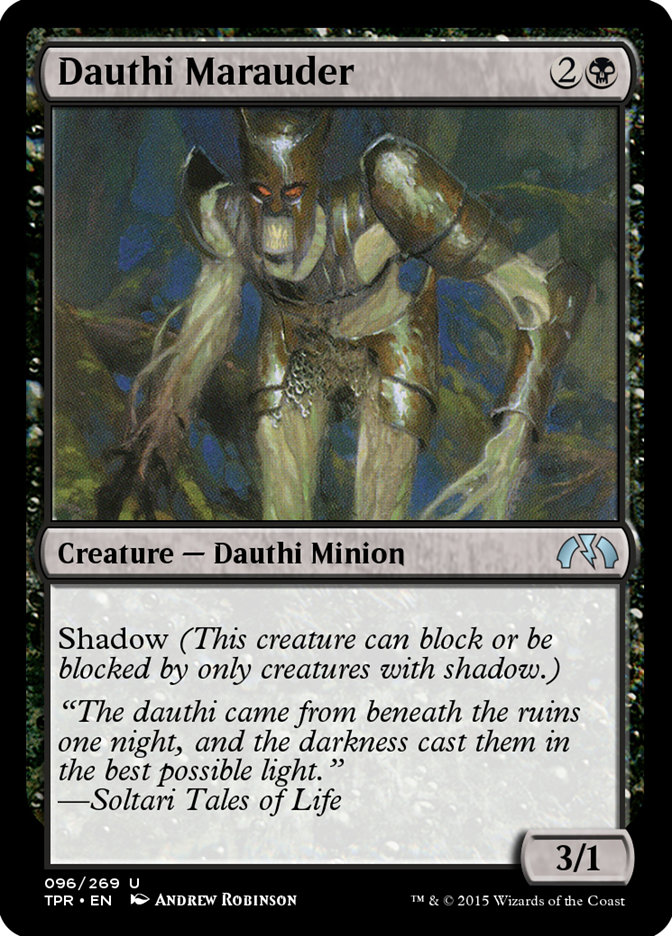 Dauthi Marauder 2
Creature — Dauthi Minion
Shadow (This creature can block or be
blocked by only creatures with shadow.)
“The dauthi came from beneath the ruins
one night, and the darkness cast them in
the best possible light.”
—Soltari Tales of Life
3/1
096/269 U
TPR • EN Andrew Robinson ™ & © 2015 Wizards of the Coast